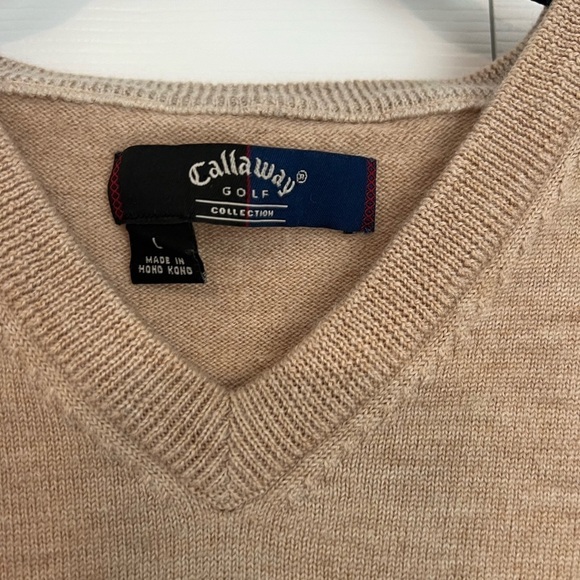 Callaway®
GOLF
COLLECTION
L
MADE IN
HONG KONG